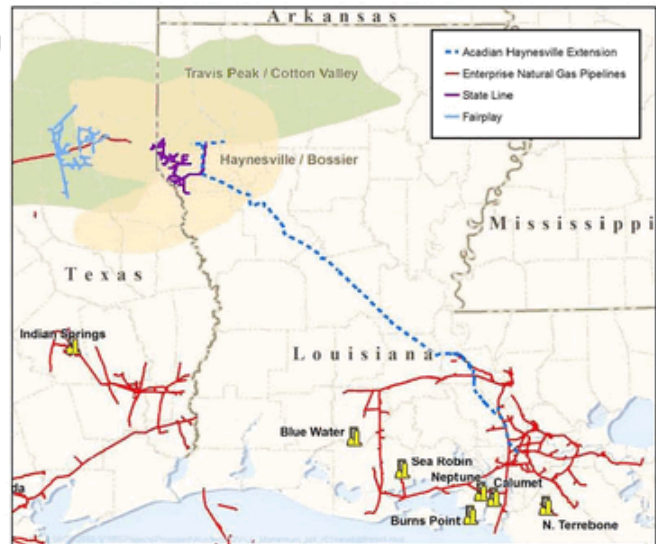 Arkansas
Acadian Haynesville Extension
Enterprise Natural Gas Pipelines
State Line
Fairplay
Travis Peak / Cotton Valley
Haynesville / Bossier
Mississippi
Texas
Indian Springs
Louisiana
Blue Water
Sea Robin
Neptune
Calumet
Burns Point
N. Terrebone
da